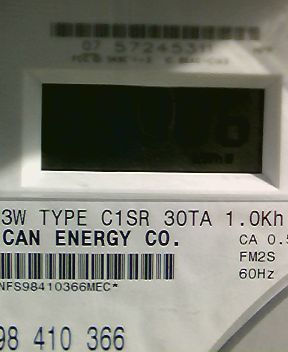 07 5724531
3W TYPE C1SR 30TA 1.0Kh
CAN ENERGY CO.
CA 0.5
FM2S
60Hz
NFS98410366MEC*
98 410 366